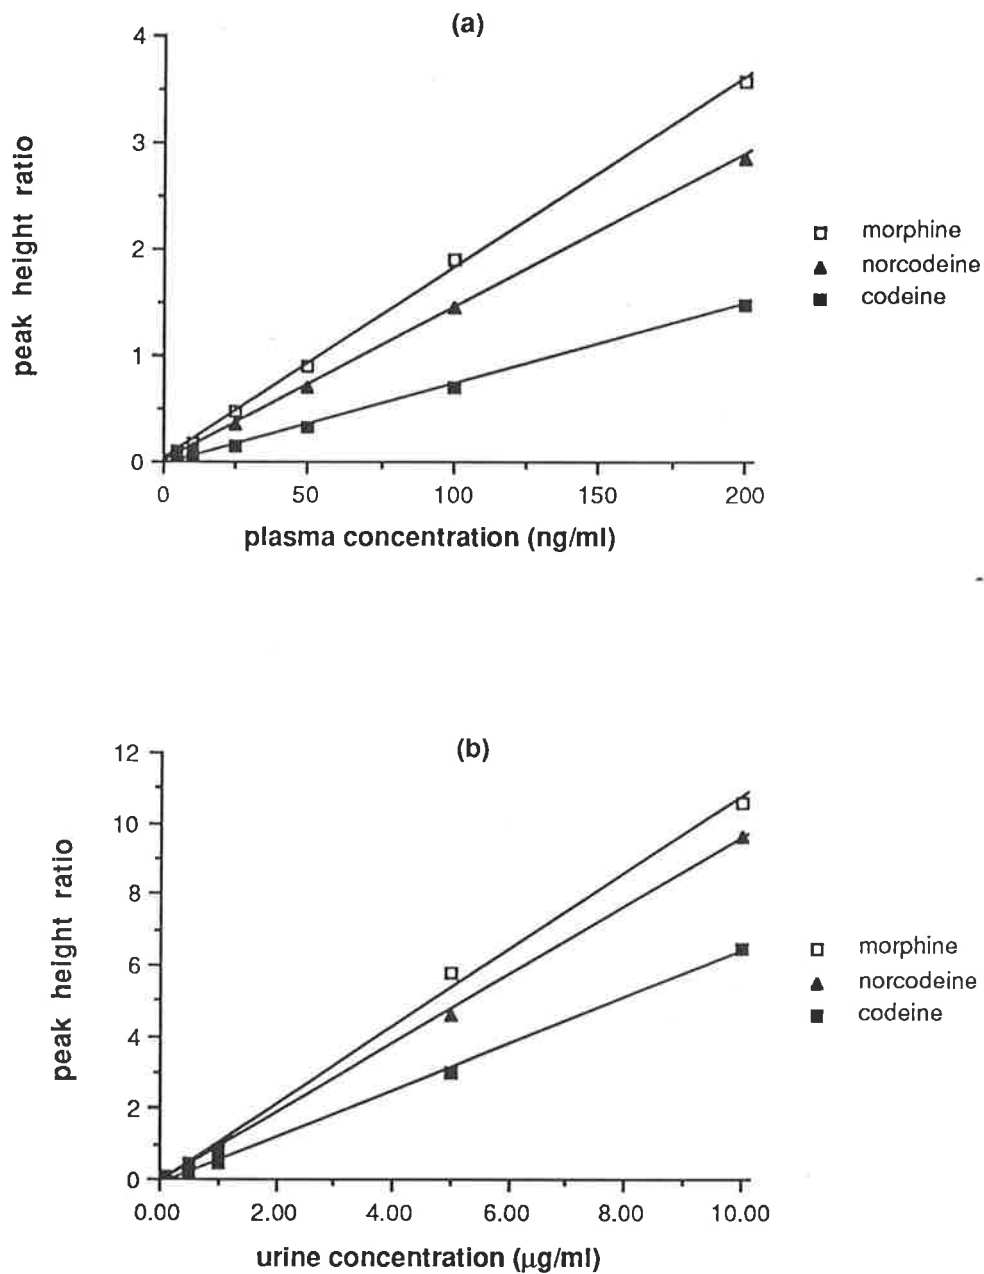 (a)
4
3
2
1
0
peak height ratio
0 50 100 150 200
plasma concentration (ng/ml)
morphine
norcodeine
codeine
(b)
12
10
8
6
4
2
0
peak height ratio
0.00 2.00 4.00 6.00 8.00 10.00
urine concentration (μg/ml)
morphine
norcodeine
codeine